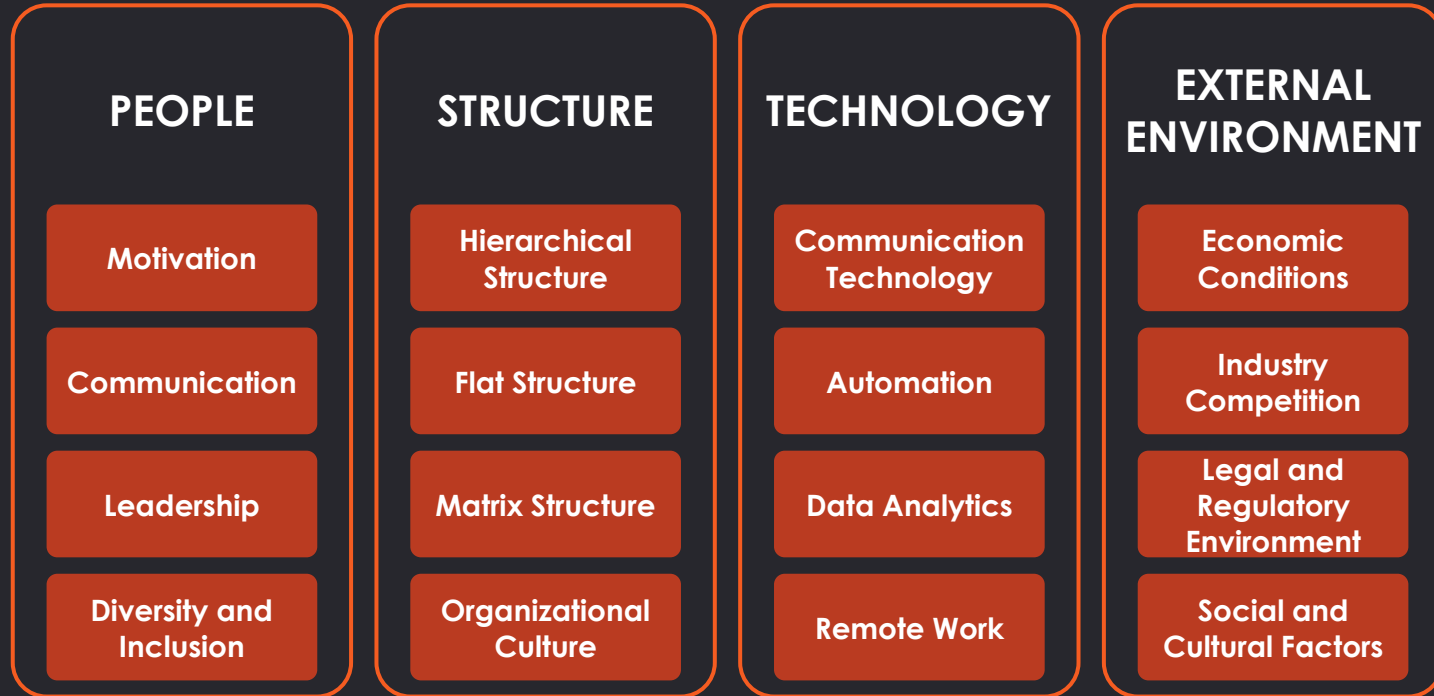 PEOPLE
Motivation
Communication
Leadership
Diversity and
Inclusion
STRUCTURE
Hierarchical
Structure
Flat Structure
Matrix Structure
Organizational
Culture
TECHNOLOGY
Communication
Technology
Automation
Data Analytics
Remote Work
EXTERNAL
ENVIRONMENT
Economic
Conditions
Industry
Competition
Legal and
Regulatory
Environment
Social and
Cultural Factors